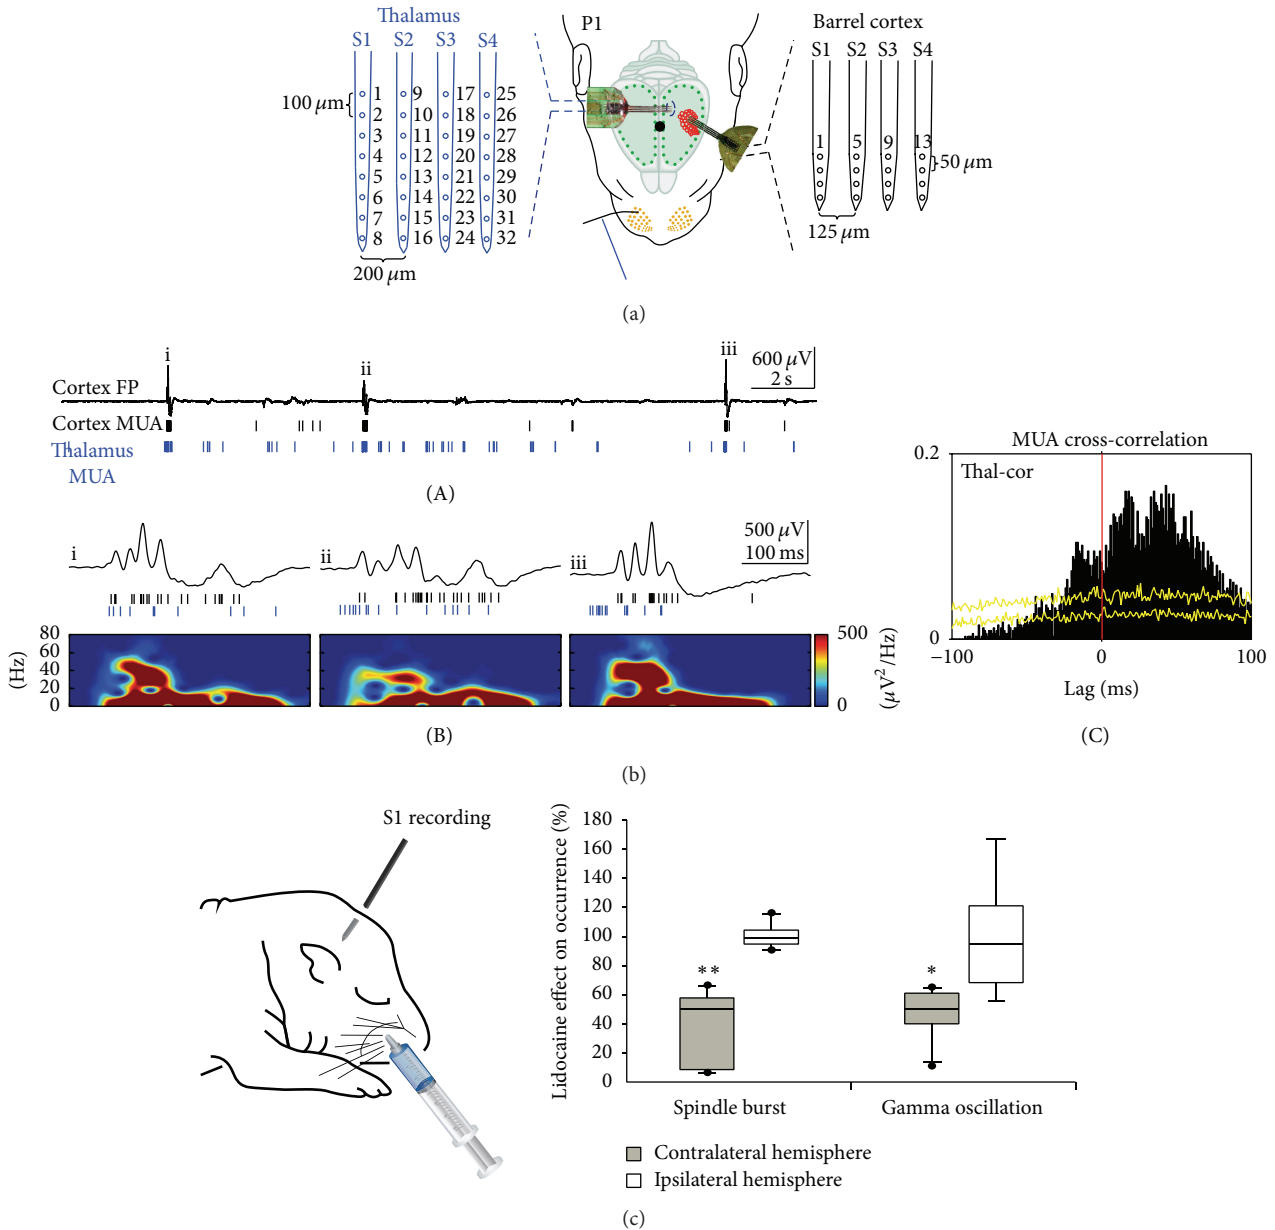 Thalamus
S1 S2 S3 S4
100 μm
1 9 17 25
2 10 18 26
3 11 19 27
4 12 20 28
5 13 21 29
6 14 22 30
7 15 23 31
8 16 24 32
200 μm
P1
Barrel cortex
S1 S2 S3 S4
1 5 9 13
50 μm
125 μm
(a)
i
ii
iii
600 μV
2 s
Cortex FP
Cortex MUA
Thalamus
MUA
(A)
i
ii
iii
500 μV
100 ms
80
60
40
20
0
(Hz)
500
0
(μV²/Hz)
(B)
MUA cross-correlation
Thal-cor
0.2
0
−100 0 100
Lag (ms)
(C)
(b)
S1 recording
Lidocaine effect on occurrence (%)
180
160
140
120
100
80
60
40
20
0
**
*
Spindle burst
Gamma oscillation
Contralateral hemisphere
Ipsilateral hemisphere
(c)